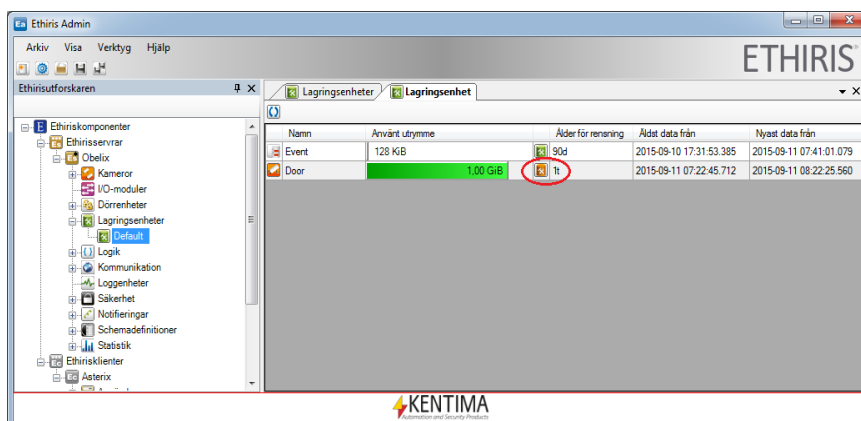 Ea Ethiris Admin
Arkiv Visa Verktyg Hjälp
ETHIRIS
Ethirisutforskaren
Lagringsenheter Lagringsenhet
Namn Använt utrymme Ålder för rensning Äldst data från Nyast data från
Event 128 KiB 90d 2015-09-10 17:31:53.385 2015-09-11 07:41:01.079
Door 1,00 GiB 1t 2015-09-11 07:22:45.712 2015-09-11 08:22:25.560
E Ethiriskomponenter
Ethirisservrar
Obelix
Kameror
I/O-moduler
Dörrenheter
Lagringsenheter
Default
Logik
Kommunikation
Loggenheter
Säkerhet
Notifieringar
Schemadefinitioner
Statistik
Ethirisklienter
Asterix
KENTIMA
Automation and Security Products